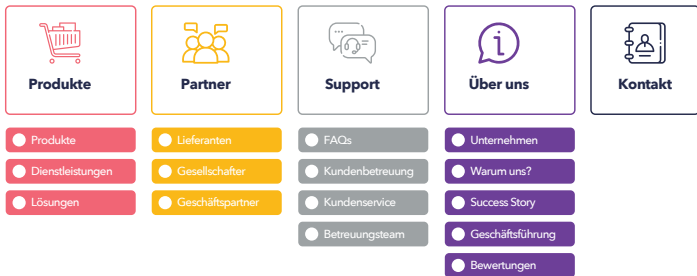 Produkte
Partner
Support
Über uns
Kontakt
Produkte
Dienstleistungen
Lösungen
Lieferanten
Gesellschafter
Geschäftspartner
FAQs
Kundenbetreuung
Kundenservice
Betreuungsteam
Unternehmen
Warum uns?
Success Story
Geschäftsführung
Bewertungen